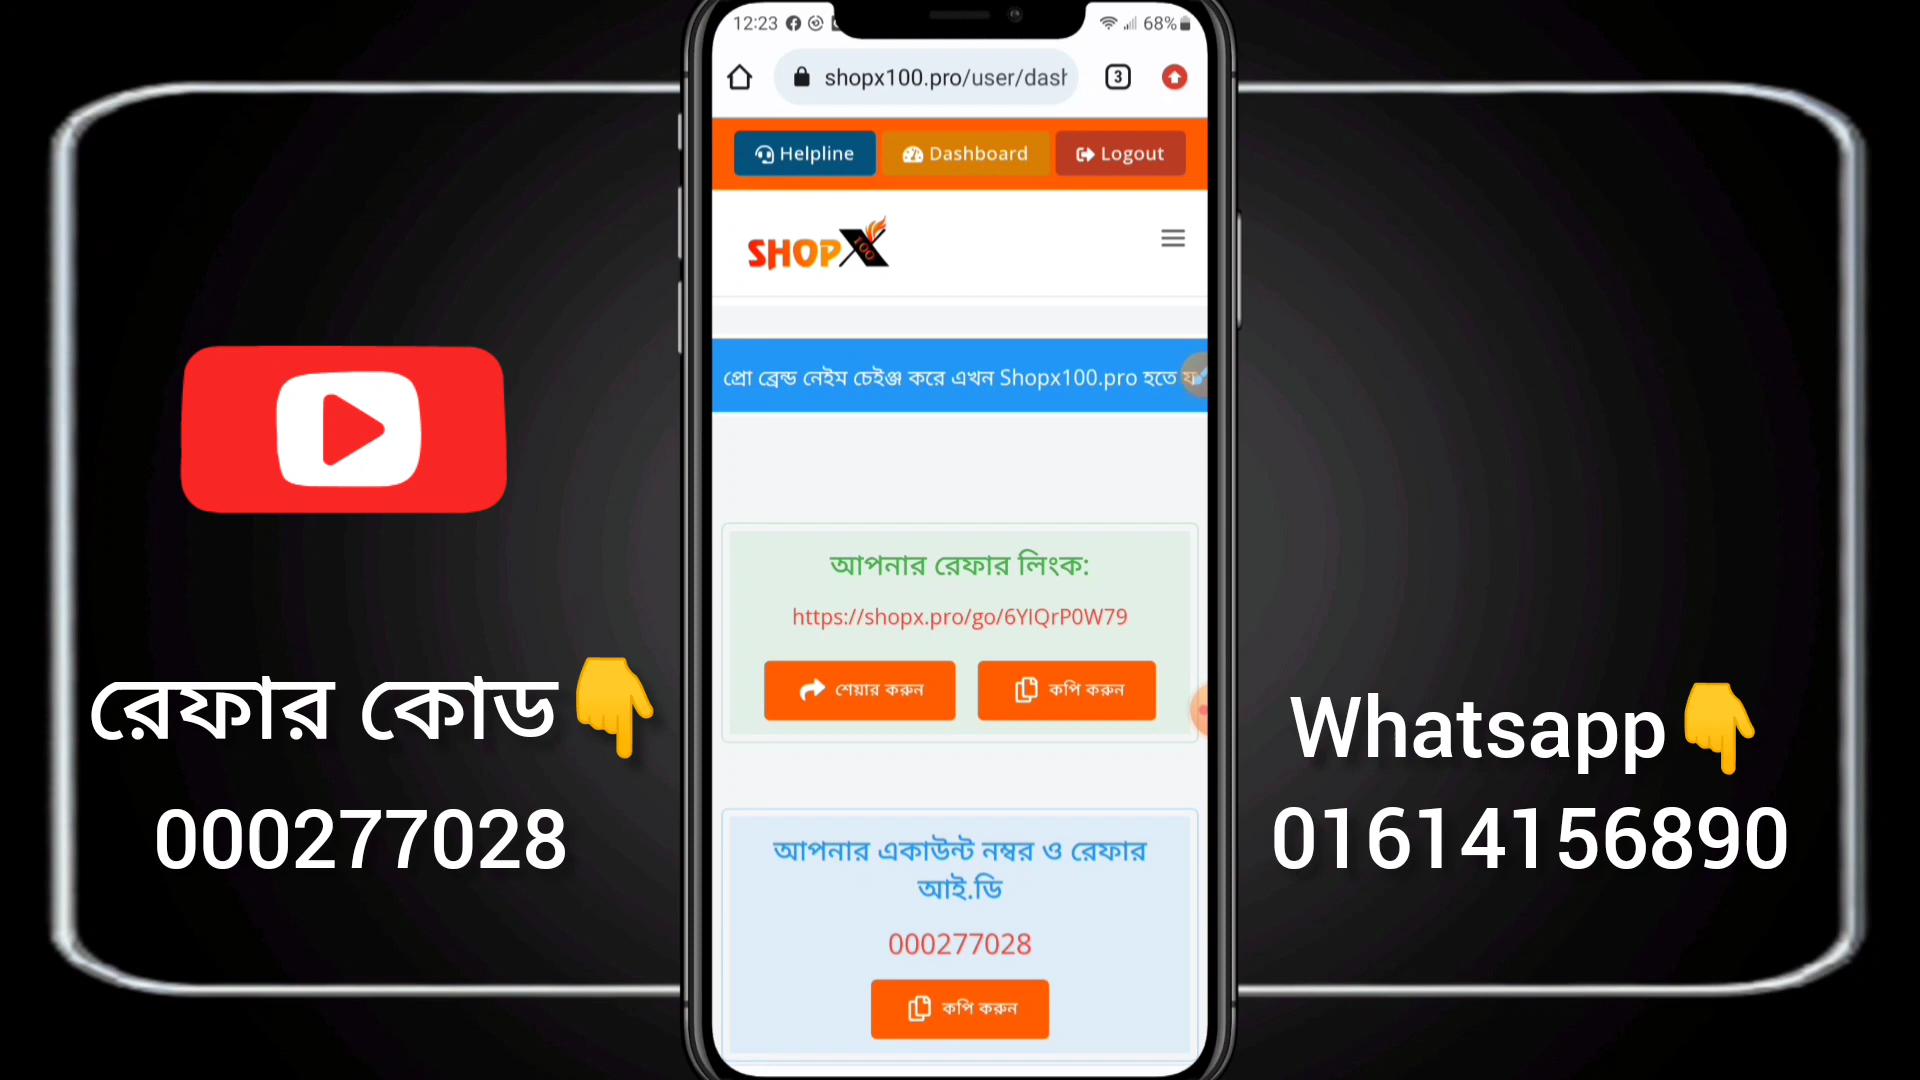 12:23
68%
shopx100.pro/user/dash
3
Helpline
Dashboard
Logout
SHOPX
100
প্রো ব্রেন্ড নেইম চেইঞ্জ করে এখন Shopx100.pro হতে
আপনার রেফার লিংক:
https://shopx.pro/go/6YIQrP0W79
শেয়ার করুন
কপি করুন
আপনার একাউন্ট নম্বর ও রেফার
আই.ডি
000277028
কপি করুন
রেফার কোড👇
000277028
Whatsapp👇
01614156890